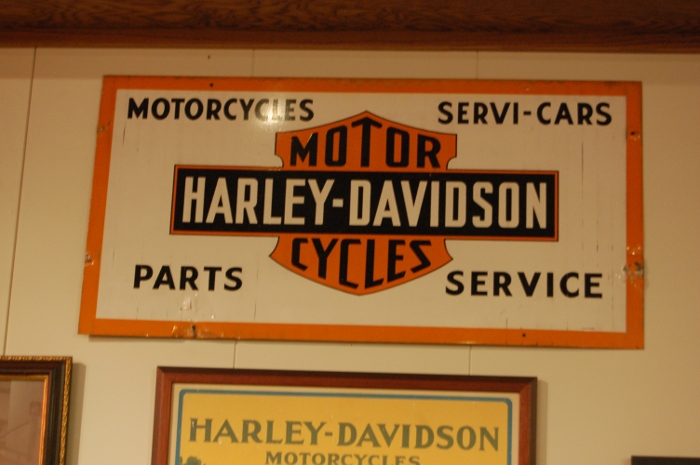 MOTORCYCLES SERVI-CARS
MOTOR
HARLEY-DAVIDSON
CYCLES
PARTS SERVICE
HARLEY-DAVIDSON
MOTORCYCLES